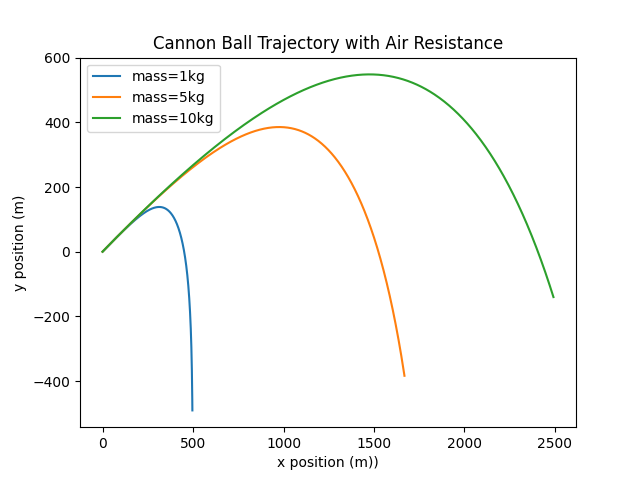 Cannon Ball Trajectory with Air Resistance
mass=1kg
mass=5kg
mass=10kg
y position (m)
600
400
200
0
−200
−400
0 500 1000 1500 2000 2500
x position (m))